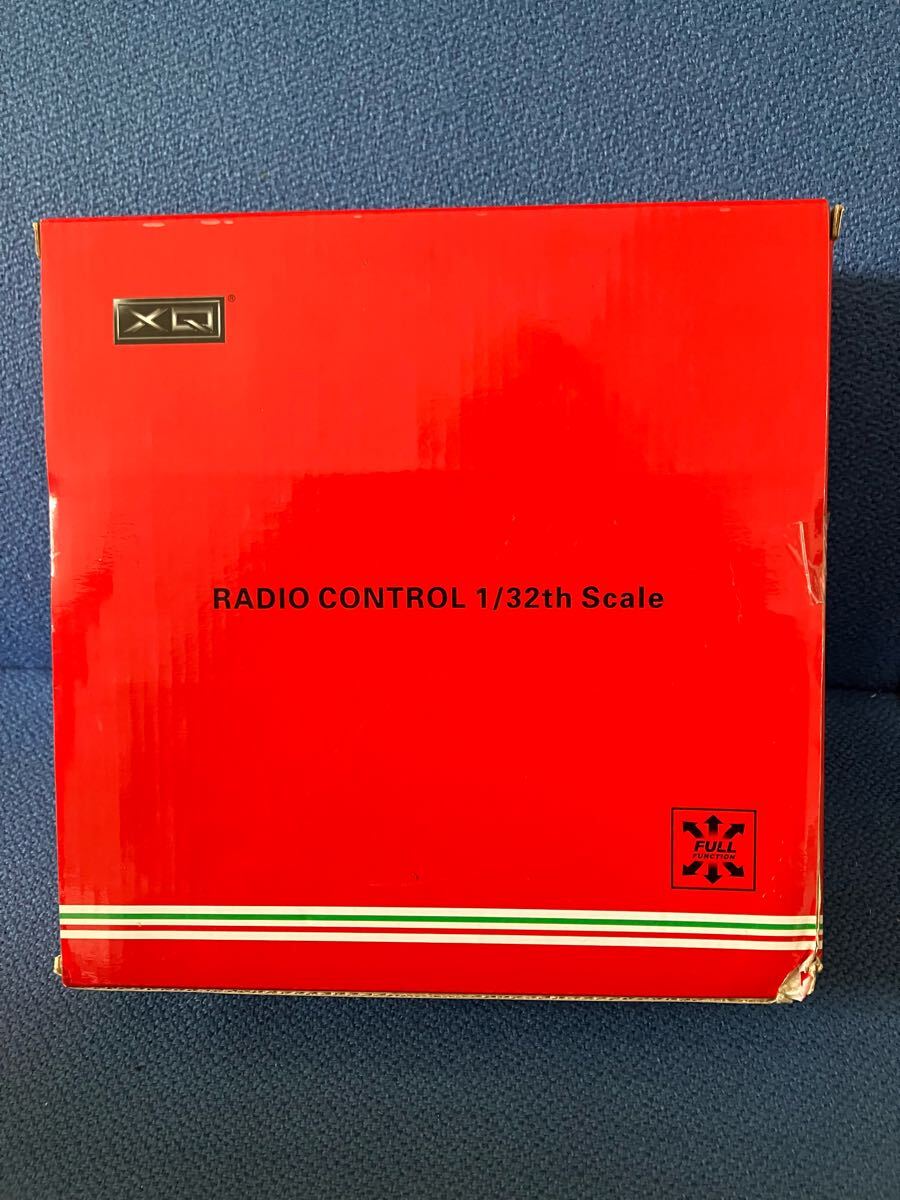 XQ®
RADIO CONTROL 1/32th Scale
FULL
FUNCTION